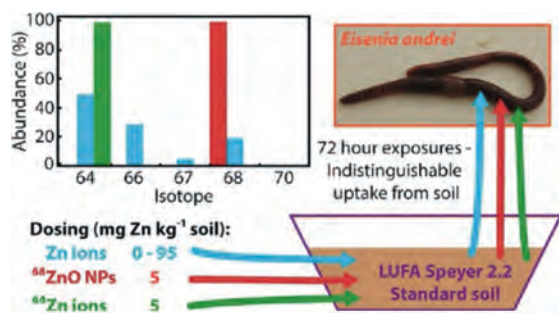 Abundance (%)
100
80
60
40
20
0
64 66 67 68 70
Isotope
Eisenia andrei
72 hour exposures -
Indistinguishable
uptake from soil
Dosing (mg Zn kg⁻¹ soil):
Zn Ions 0 - 95
⁶⁸ZnO NPs 5
⁶⁴Zn ions 5
LUFA Speyer 2.2
Standard soil